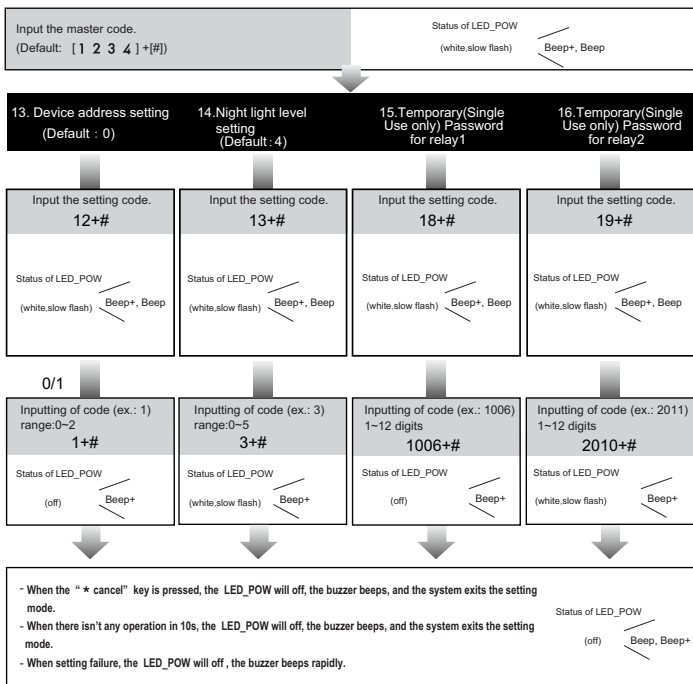 Input the master code.
(Default: [1 2 3 4]+[#])
Status of LED_POW
(white,slow flash)
Beep+, Beep
13. Device address setting
(Default : 0)
14.Night light level
setting
(Default : 4)
15.Temporary(Single
Use only) Password
for relay1
16.Temporary(Single
Use only) Password
for relay2
Input the setting code.
12+#
Status of LED_POW
(white,slow flash)
Beep+, Beep
Input the setting code.
13+#
Status of LED_POW
(white,slow flash)
Beep+, Beep
Input the setting code.
18+#
Status of LED_POW
(white,slow flash)
Beep+, Beep
Input the setting code.
19+#
Status of LED_POW
(white,slow flash)
Beep+, Beep
0/1
Inputting of code (ex.: 1)
range:0~2
1+#
Status of LED_POW
(off)
Beep+
Inputting of code (ex.: 3)
range:0~5
3+#
Status of LED_POW
(white,slow flash)
Beep+
Inputting of code (ex.: 1006)
1~12 digits
1006+#
Status of LED_POW
(off)
Beep+
Inputting of code (ex.: 2011)
1~12 digits
2010+#
Status of LED_POW
(white,slow flash)
Beep+
- When the “ * cancel” key is pressed, the LED_POW will off, the buzzer beeps, and the system exits the setting
mode.
- When there isn't any operation in 10s, the LED_POW will off, the buzzer beeps, and the system exits the setting
mode.
- When setting failure, the LED_POW will off , the buzzer beeps rapidly.
Status of LED_POW
(off)
Beep, Beep+